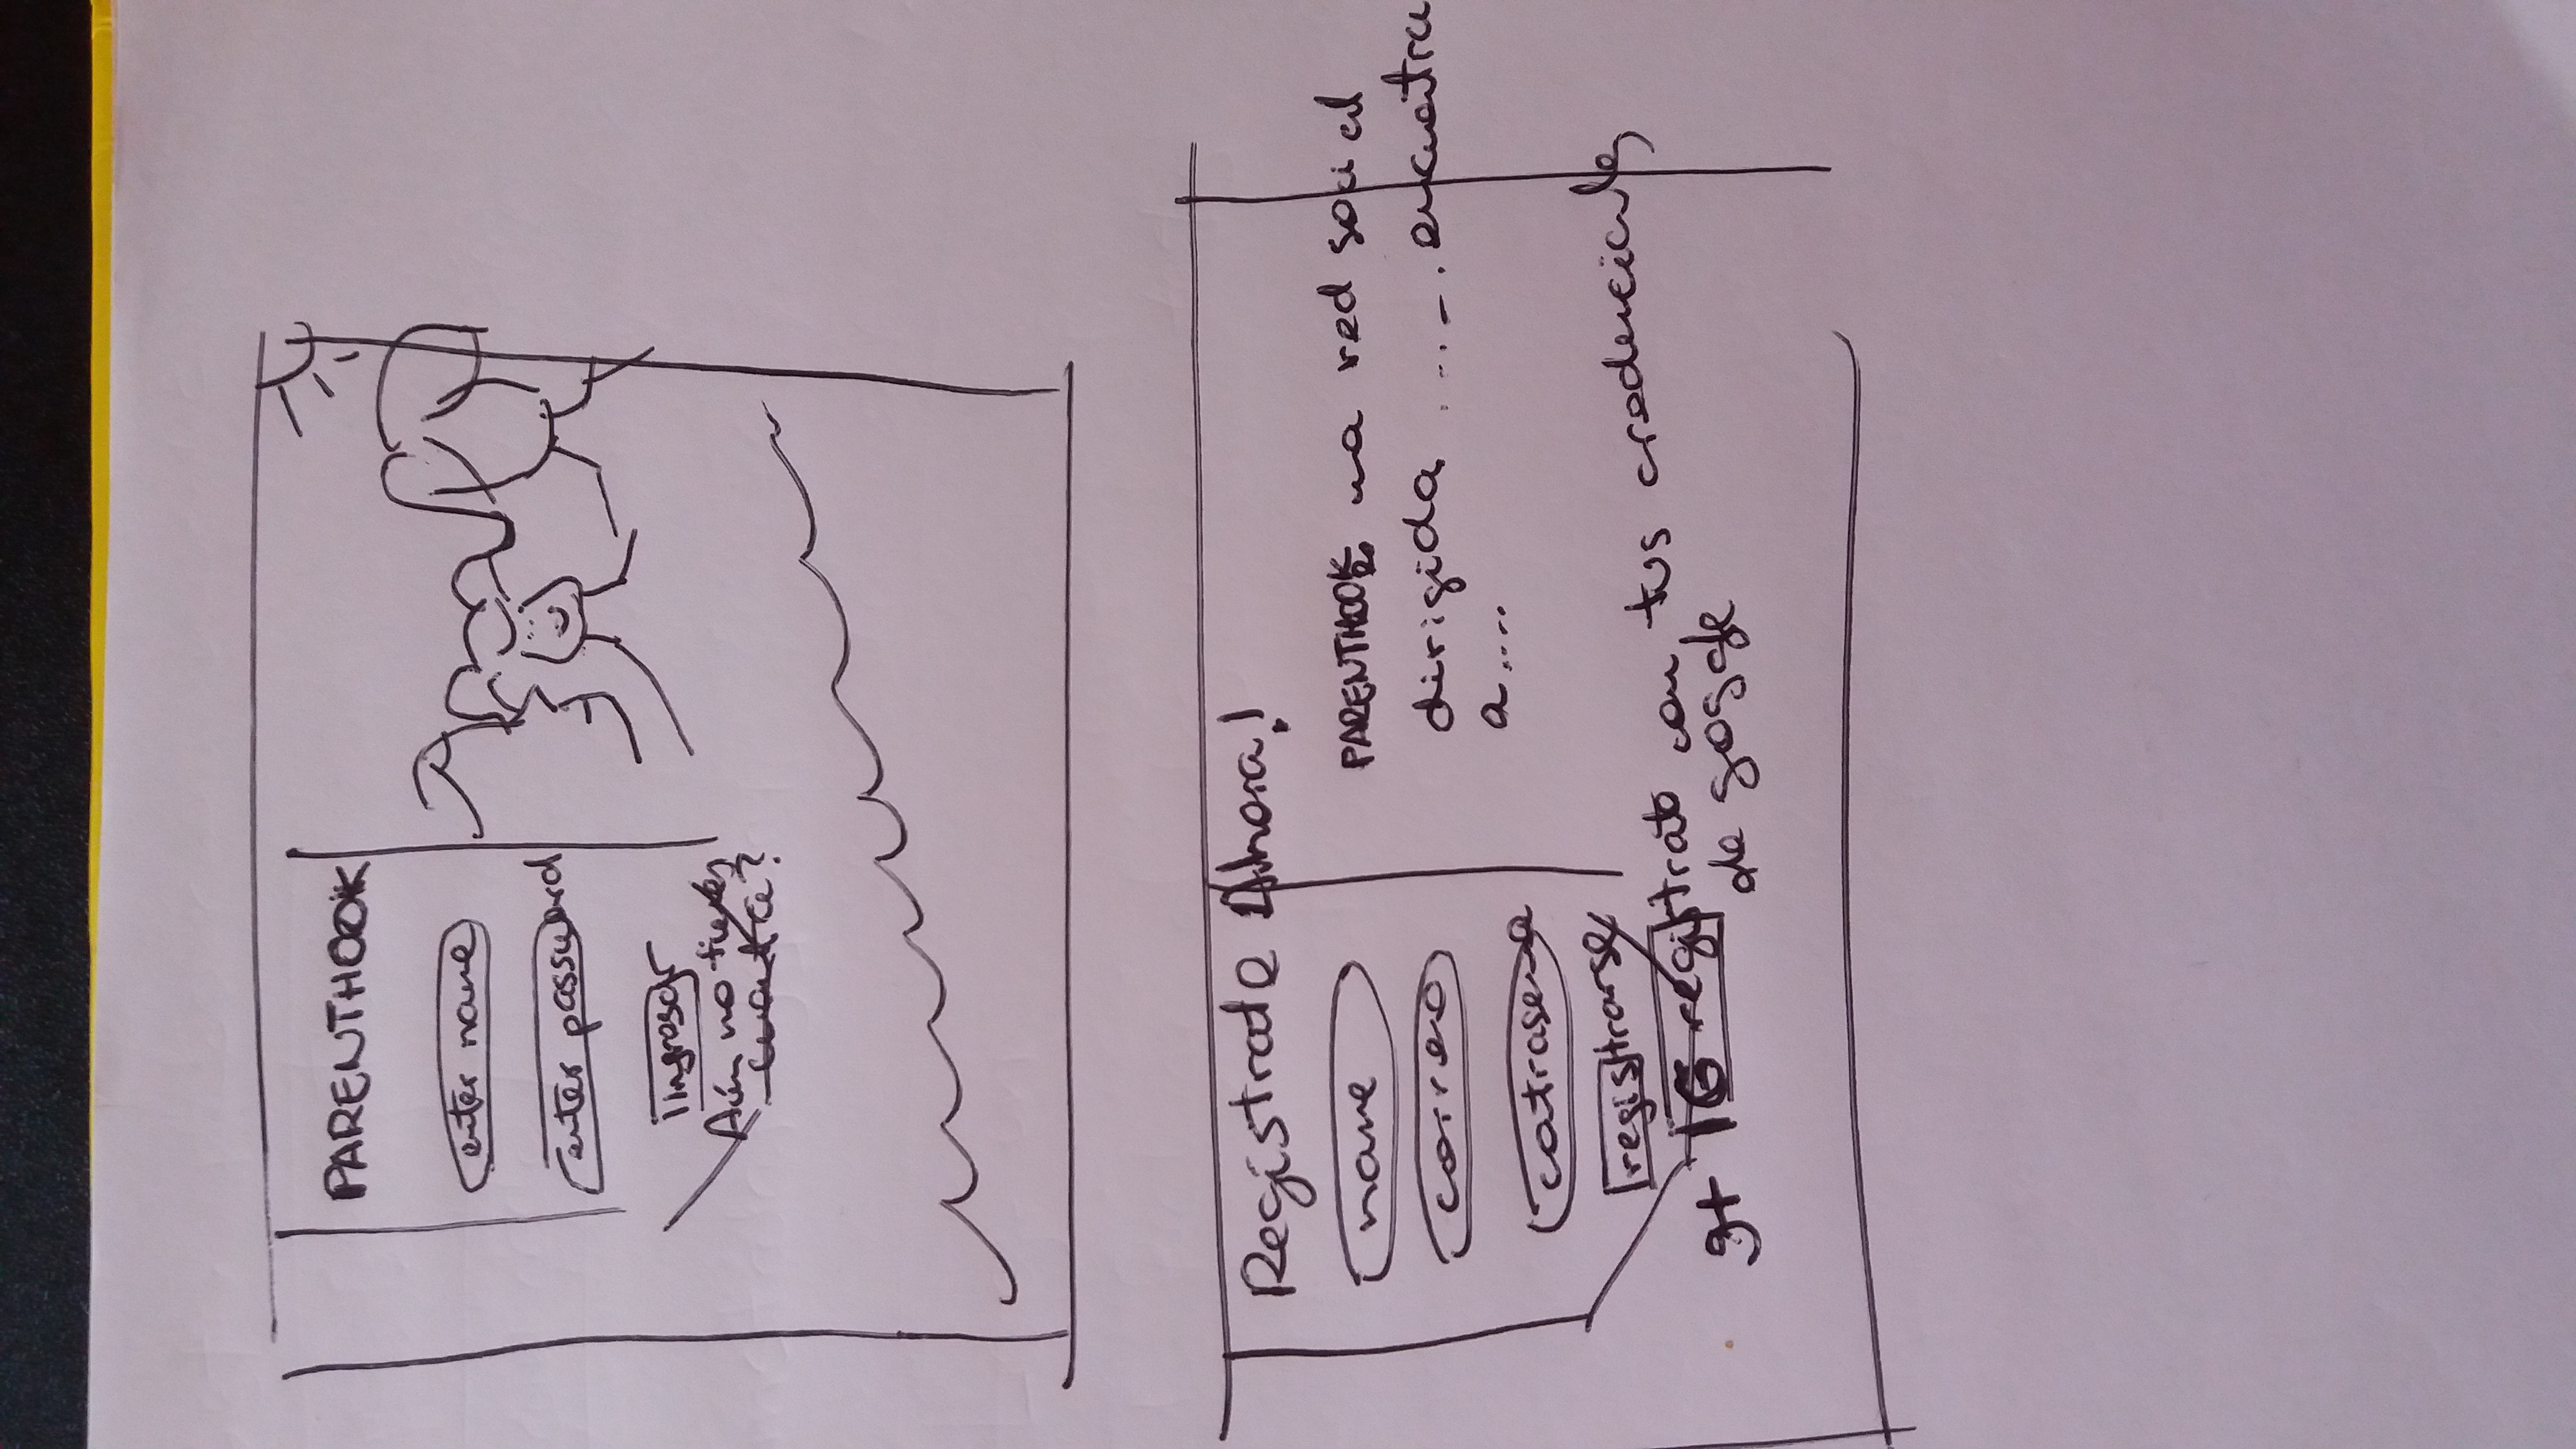 PARENTHOOK
enter name
enter password
Ingresar
Aún no tienes
cuenta?
Registrate Ahora!
name
correo
PARENTHOOK es una red social
dirigida ...... encuentra
a ....
contrasena
registrarse
g+ G registrate con tus credenciales
de google